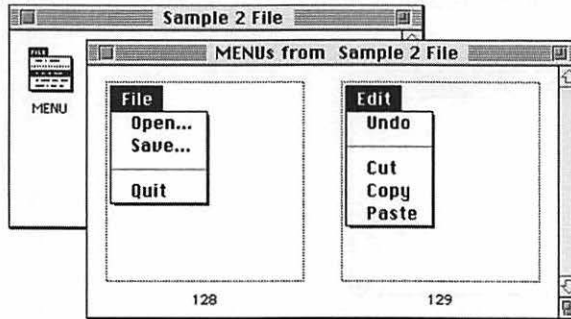 Sample 2 File
MENUs from Sample 2 File
FILE
MENU
File
Open...
Save...
Quit
128
Edit
Undo
Cut
Copy
Paste
129